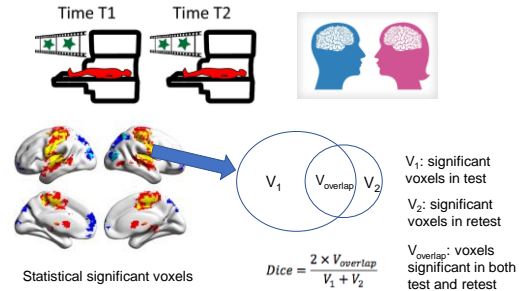 Time T1
Time T2
V1
Voverlap
V2
V1: significant
voxels in test
V2: significant
voxels in retest
Voverlap: voxels
significant in both
test and retest
Statistical significant voxels
Dice = 2 × Voverlap / V1 + V2